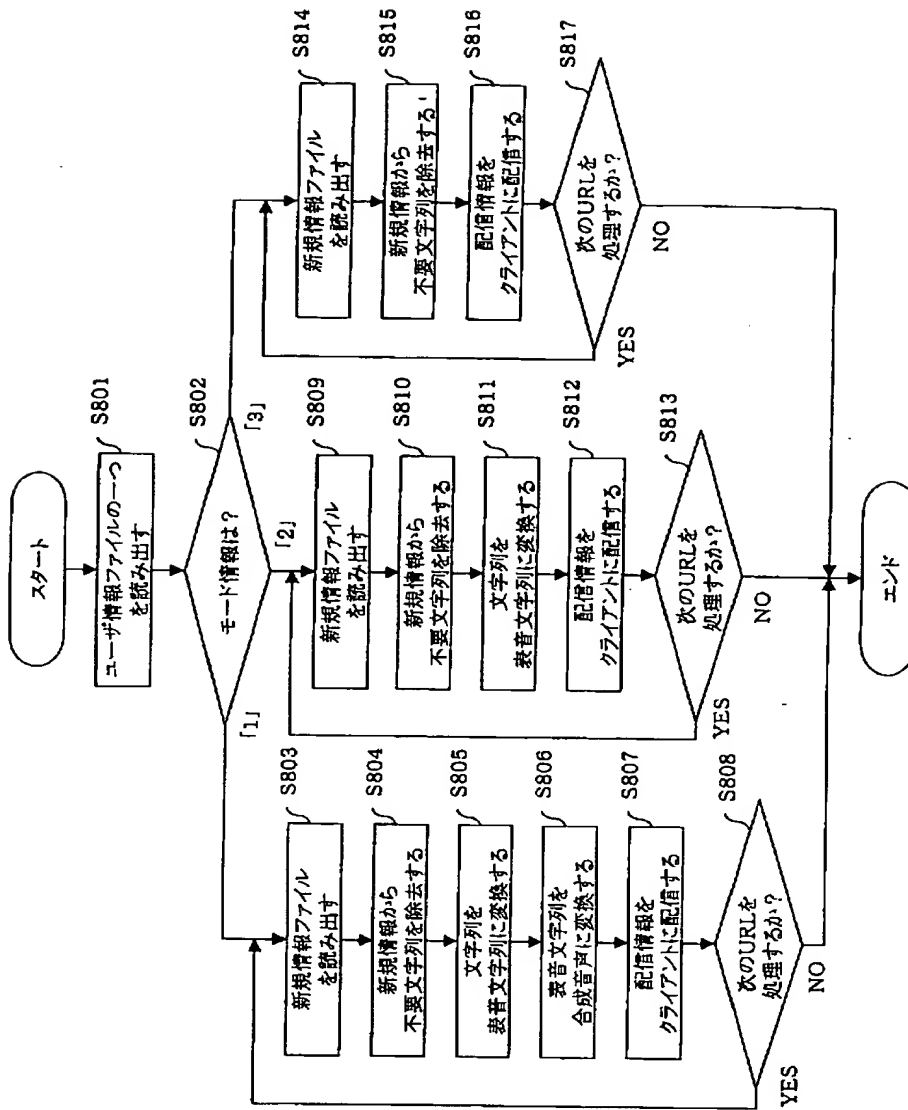 スタート
S801
ユーザ情報ファイルの一つ
を読み出す
S802
モード情報は?
「1」
「2」
「3」
S803
新規情報ファイル
を読み出す
S804
新規情報から
不要文字列を除去する
S805
文字列を
表音文字列に変換する
S806
表音文字列を
合成音声に変換する
S807
配信情報を
クライアントに配信する
S808
次のURLを
処理するか?
YES
NO
S809
新規情報ファイル
を読み出す
S810
新規情報から
不要文字列を除去する
S811
文字列を
表音文字列に変換する
S812
配信情報を
クライアントに配信する
S813
次のURLを
処理するか?
YES
NO
S814
新規情報ファイル
を読み出す
S815
新規情報から
不要文字列を除去する
S816
配信情報を
クライアントに配信する
S817
次のURLを
処理するか?
YES
NO
エンド